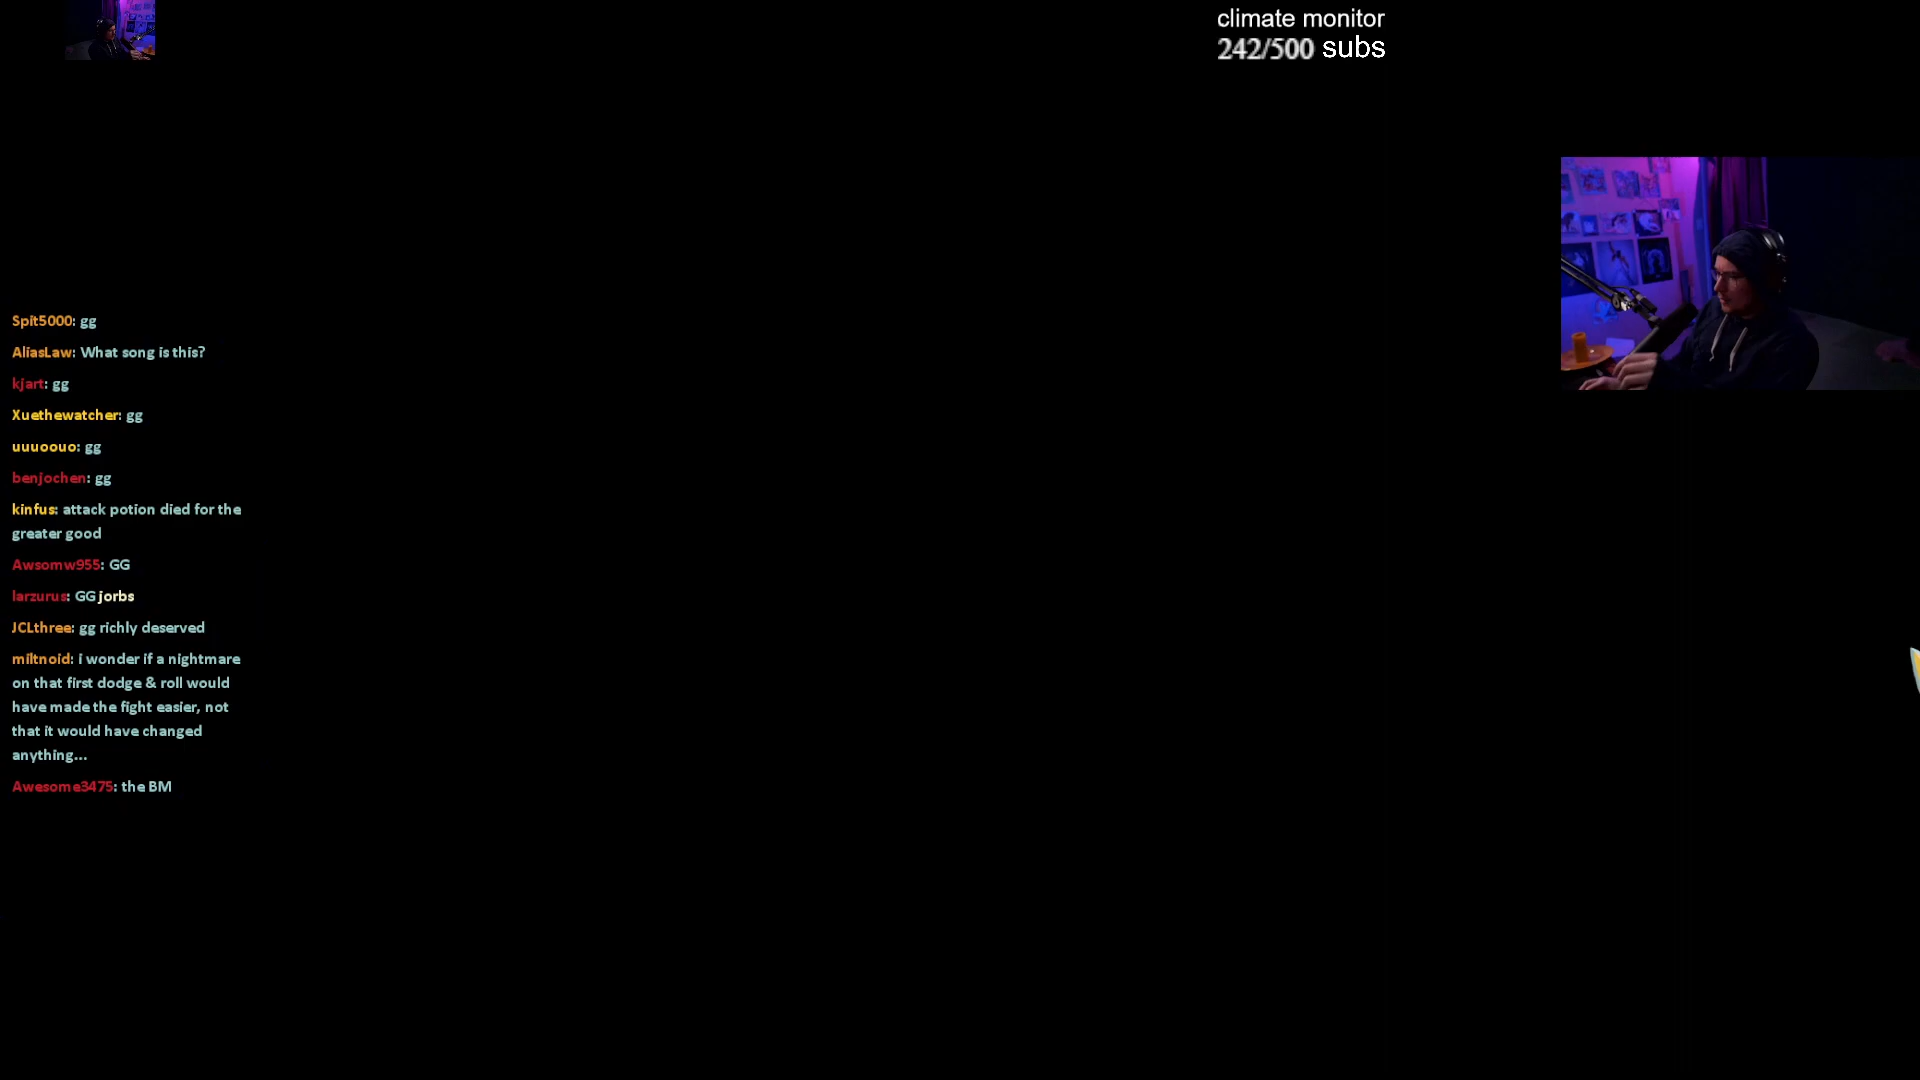 climate monitor
242/500 subs
Spit5000: gg
AliasLaw: What song is this?
kjart: gg
Xuethewatcher: gg
uuuoouo: gg
benjochen: gg
kinfus: attack potion died for the
greater good
Awsomw955: GG
larzurus: GG jorbs
JCLthree: gg richly deserved
miltnoid: i wonder if a nightmare
on that first dodge & roll would
have made the fight easier, not
that it would have changed
anything...
Awesome3475: the BM